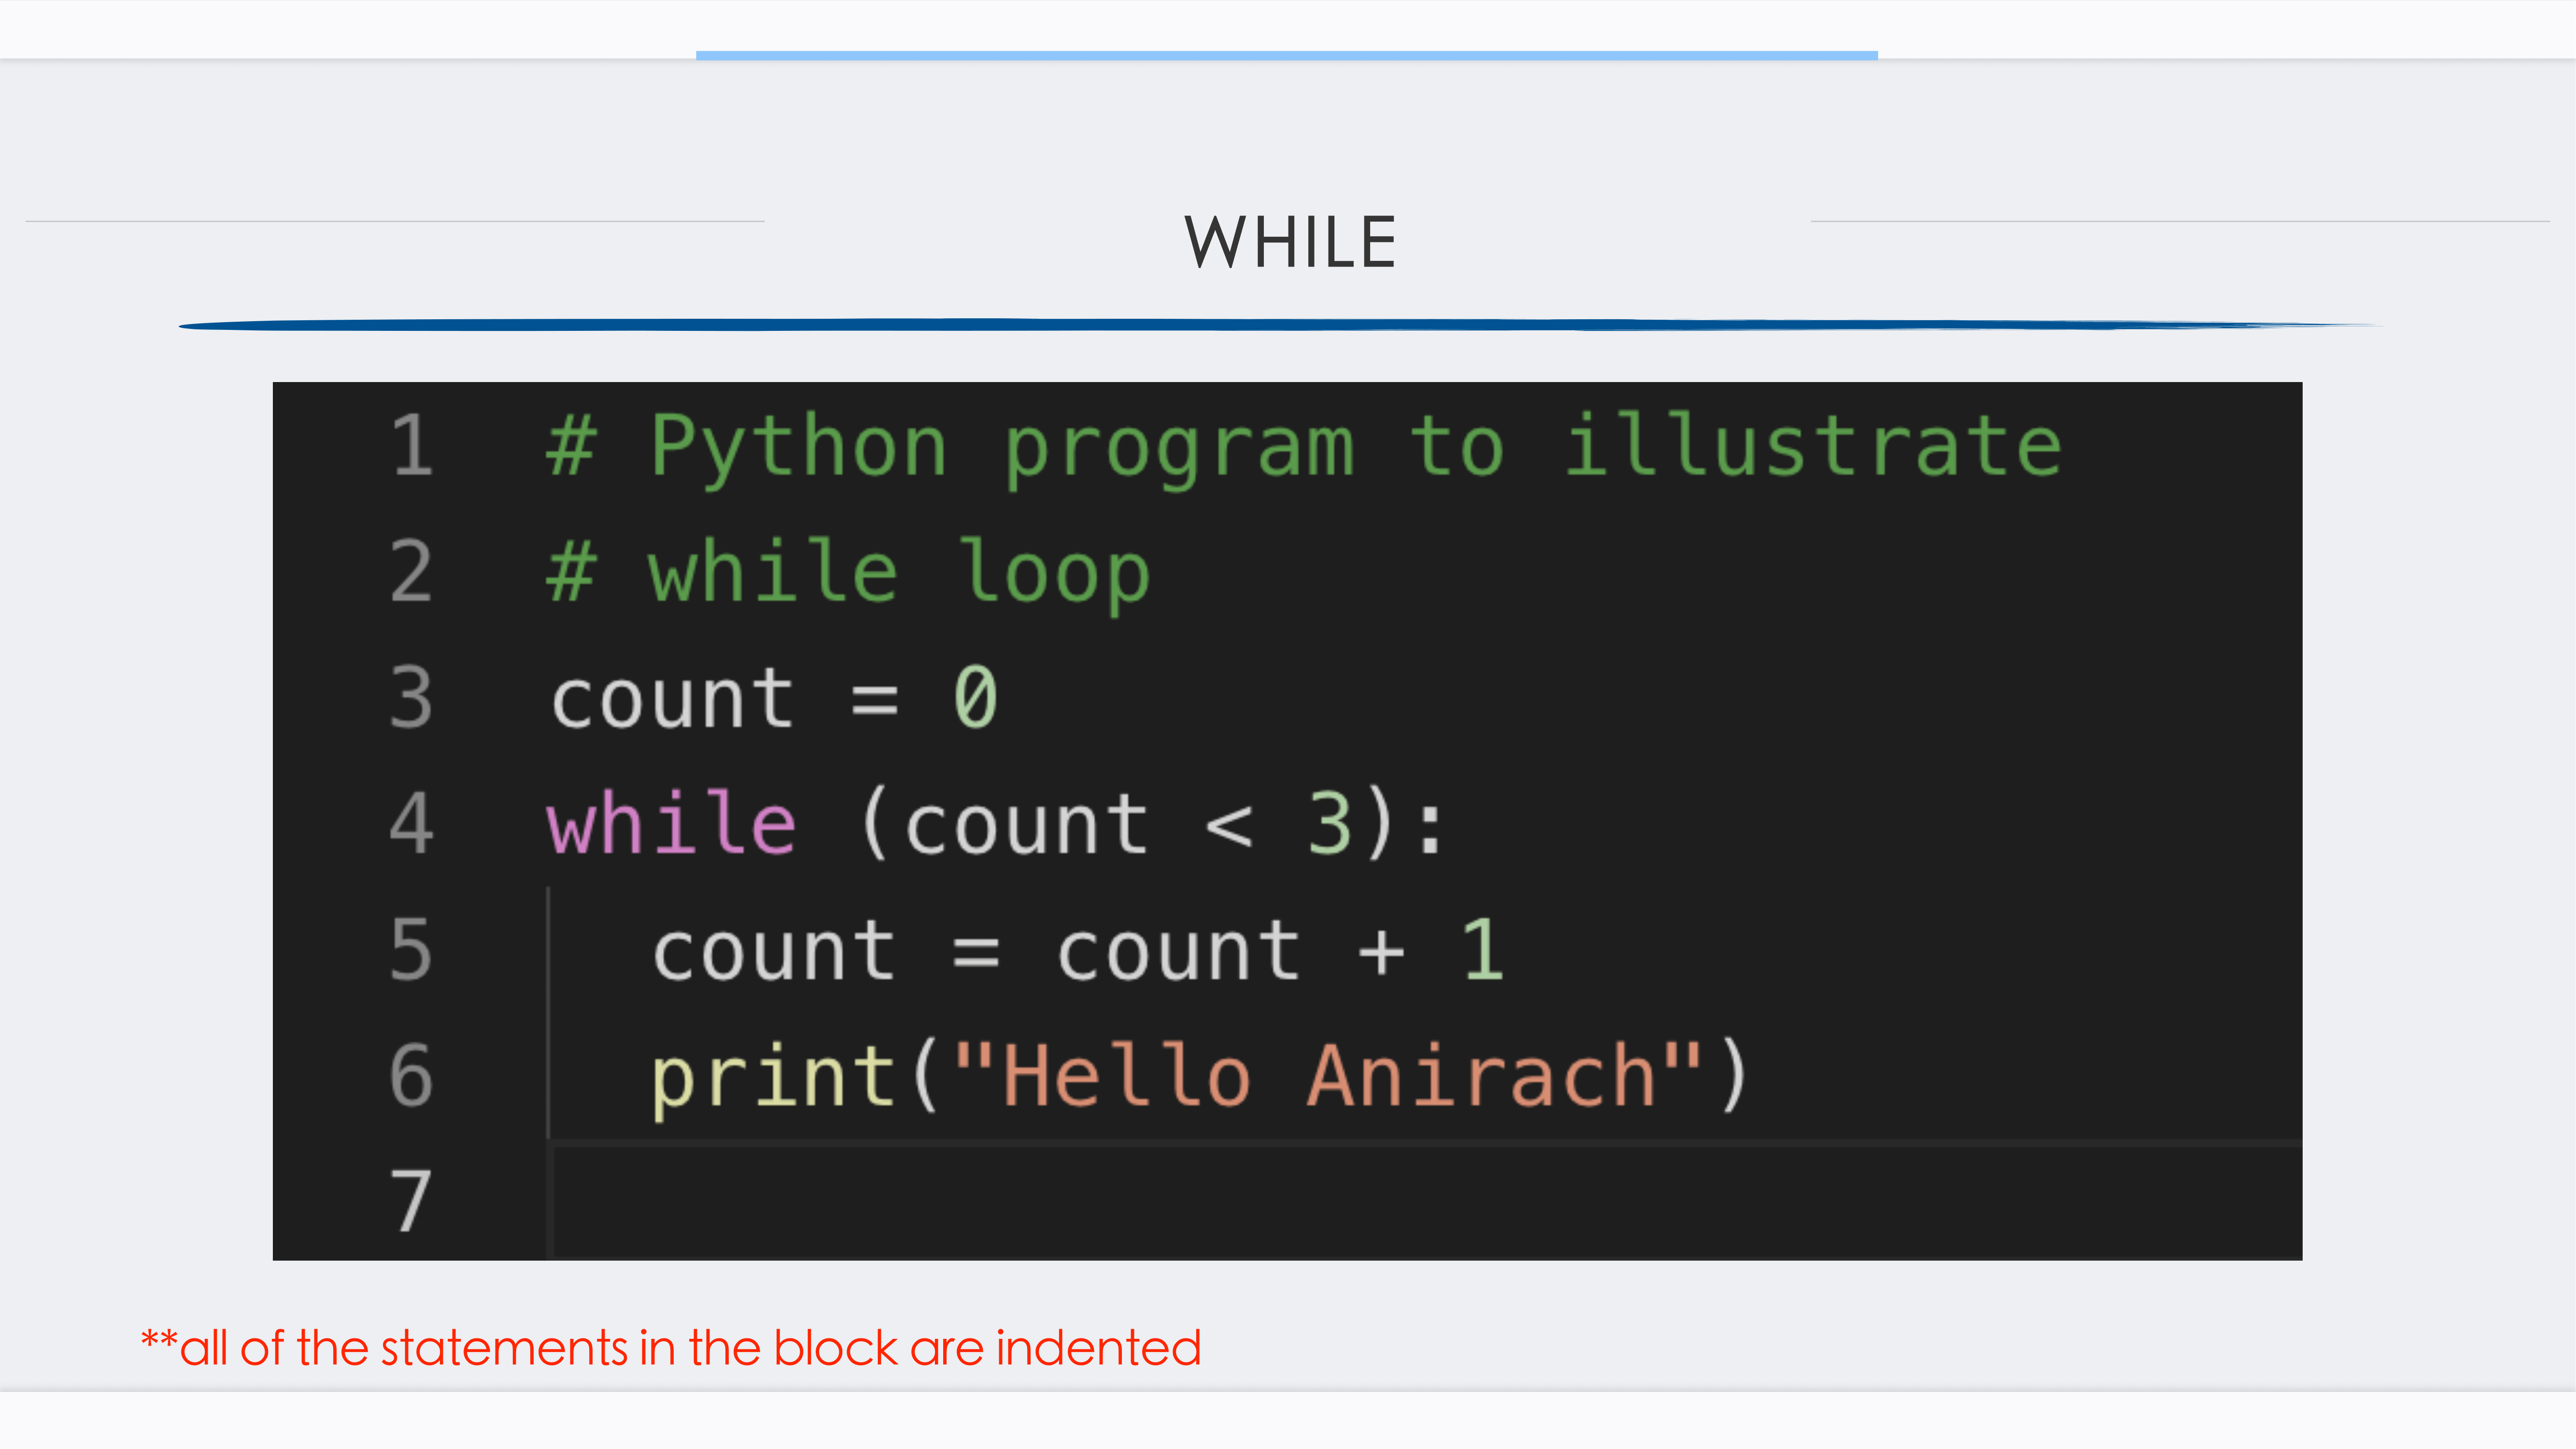 WHILE
1 # Python program to illustrate
2 # while loop
3 count = 0
4 while (count < 3):
5   count = count + 1
6   print("Hello Anirach")
7
**all of the statements in the block are indented